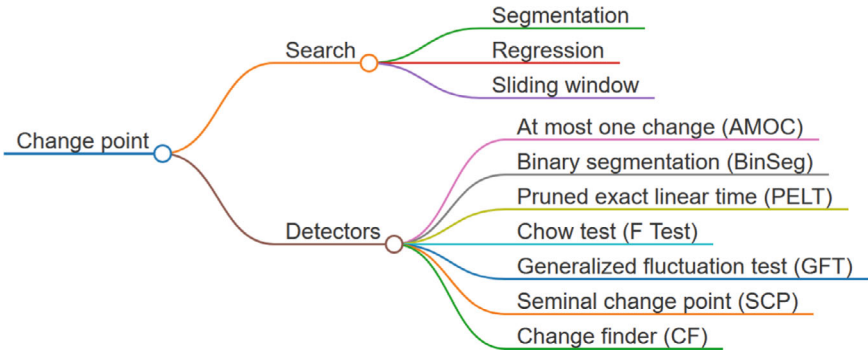 Change point
Search
Segmentation
Regression
Sliding window
Detectors
At most one change (AMOC)
Binary segmentation (BinSeg)
Pruned exact linear time (PELT)
Chow test (F Test)
Generalized fluctuation test (GFT)
Seminal change point (SCP)
Change finder (CF)